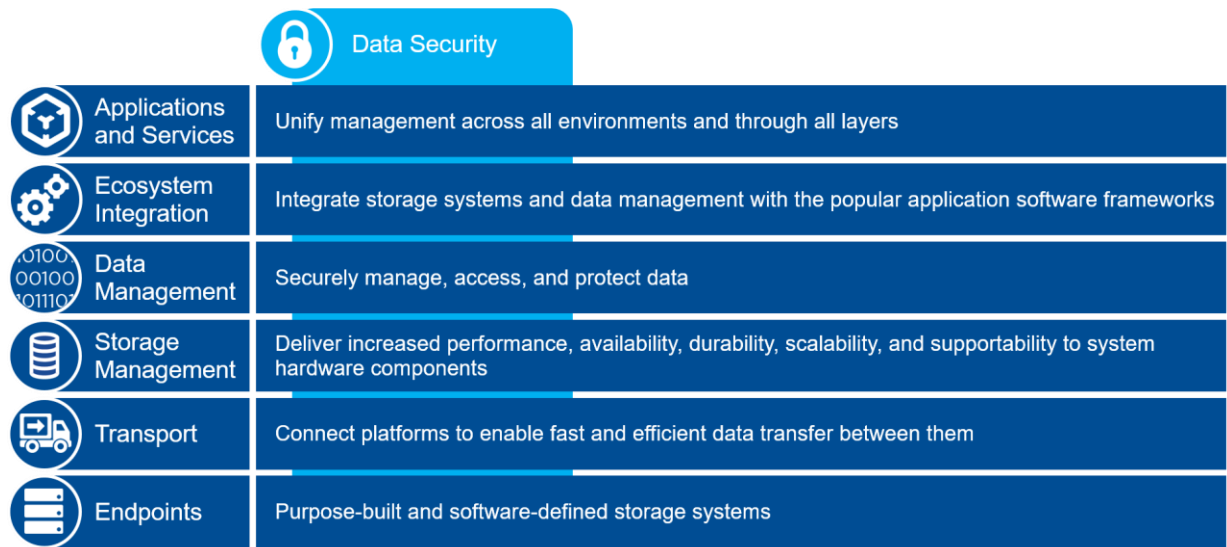 Data Security
Applications
and Services
Unify management across all environments and through all layers
Ecosystem
Integration
Integrate storage systems and data management with the popular application software frameworks
Data
Management
Securely manage, access, and protect data
Storage
Management
Deliver increased performance, availability, durability, scalability, and supportability to system
hardware components
Transport
Connect platforms to enable fast and efficient data transfer between them
Endpoints
Purpose-built and software-defined storage systems